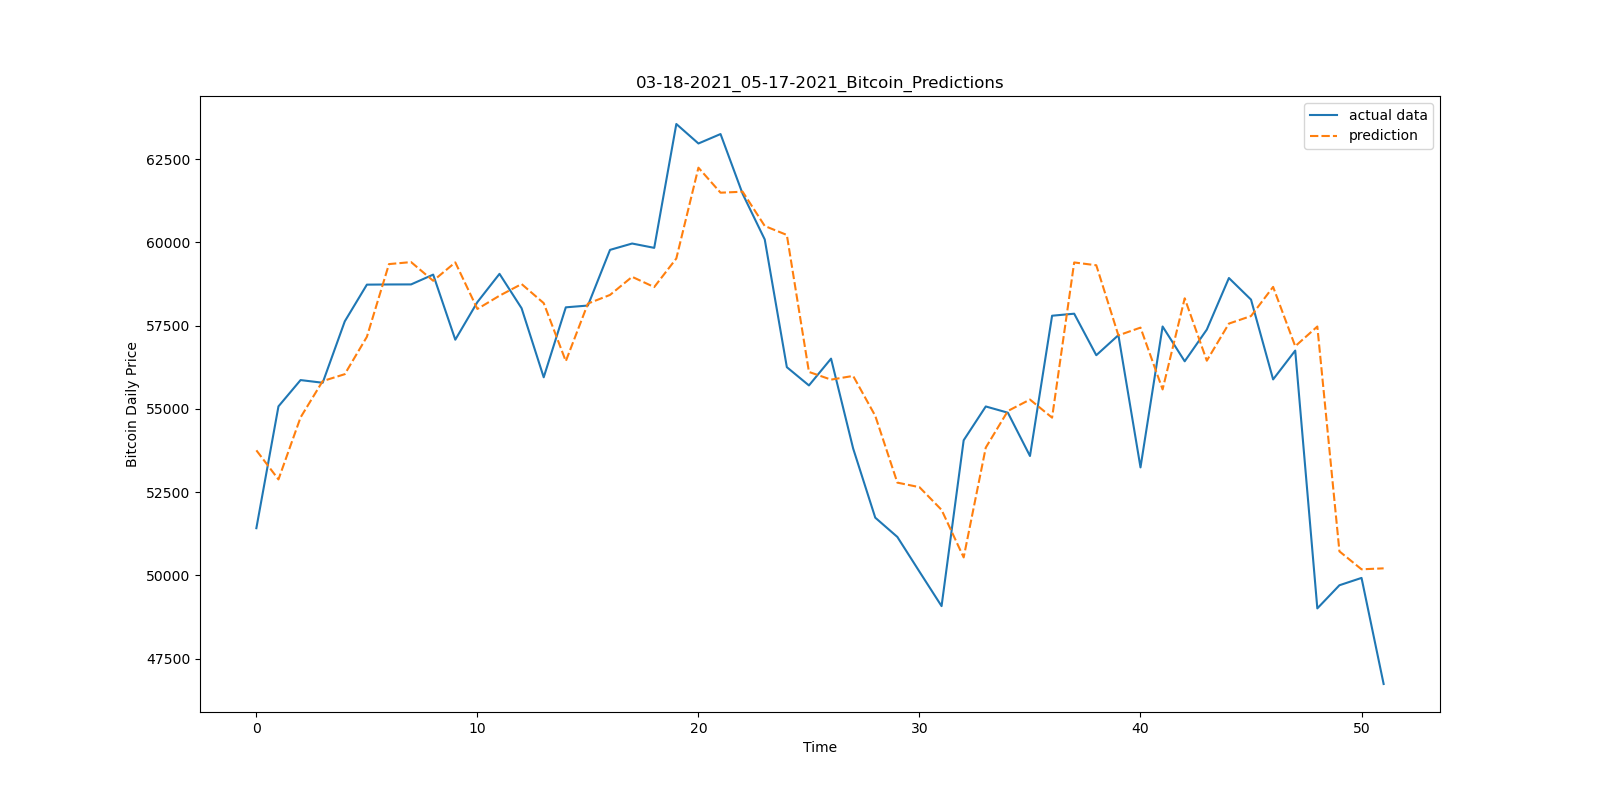 03-18-2021_05-17-2021_Bitcoin_Predictions
actual data
prediction
Bitcoin Daily Price
62500
60000
57500
55000
52500
50000
47500
0 10 20 30 40 50
Time